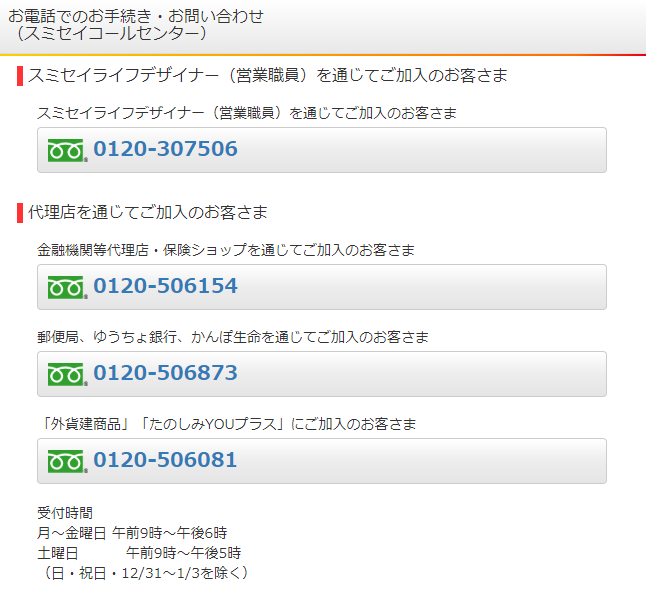 お電話でのお手続き・お問い合わせ
（スミセイコールセンター）
スミセイライフデザイナー（営業職員）を通じてご加入のお客さま
スミセイライフデザイナー（営業職員）を通じてご加入のお客さま
0120-307506
代理店を通じてご加入のお客さま
金融機関等代理店・保険ショップを通じてご加入のお客さま
0120-506154
郵便局、ゆうちょ銀行、かんぽ生命を通じてご加入のお客さま
0120-506873
「外貨建商品」「たのしみYOUプラス」にご加入のお客さま
0120-506081
受付時間
月～金曜日 午前9時～午後6時
土曜日　　　午前9時～午後5時
（日・祝日・12/31～1/3を除く）